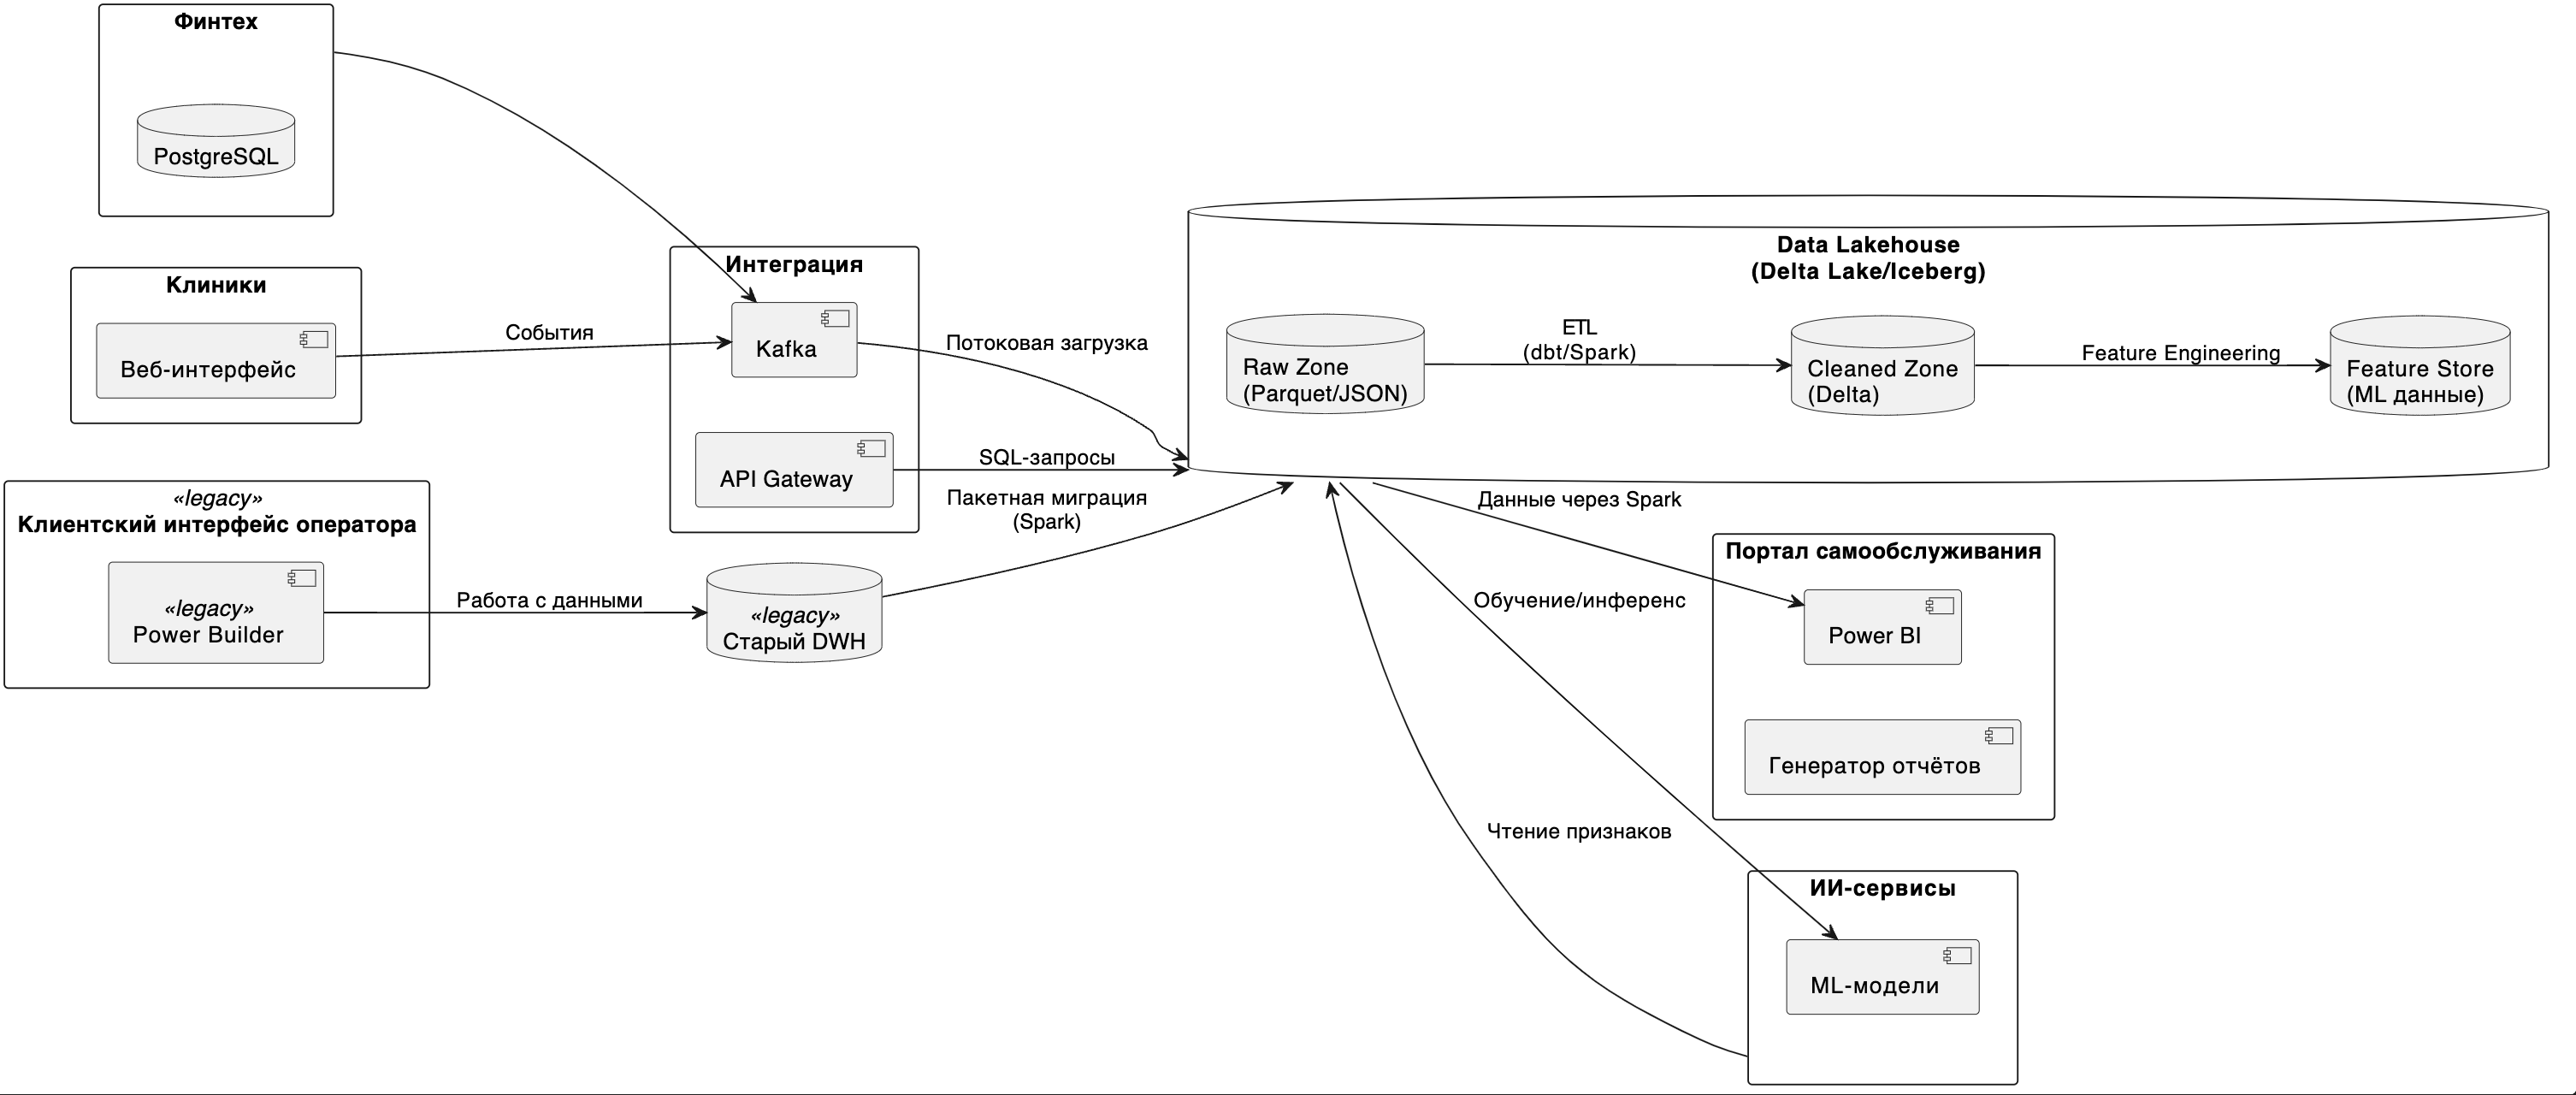 Финтех
PostgreSQL
Клиники
Веб-интерфейс
События
«legacy»
Клиентский интерфейс оператора
«legacy»
Power Builder
Работа с данными
Интеграция
Kafka
API Gateway
«legacy»
Старый DWH
Потоковая загрузка
SQL-запросы
Пакетная миграция
(Spark)
Data Lakehouse
(Delta Lake/Iceberg)
Raw Zone
(Parquet/JSON)
ETL
(dbt/Spark)
Cleaned Zone
(Delta)
Feature Engineering
Feature Store
(ML данные)
Данные через Spark
Обучение/инференс
Чтение признаков
Портал самообслуживания
Power BI
Генератор отчётов
ИИ-сервисы
ML-модели